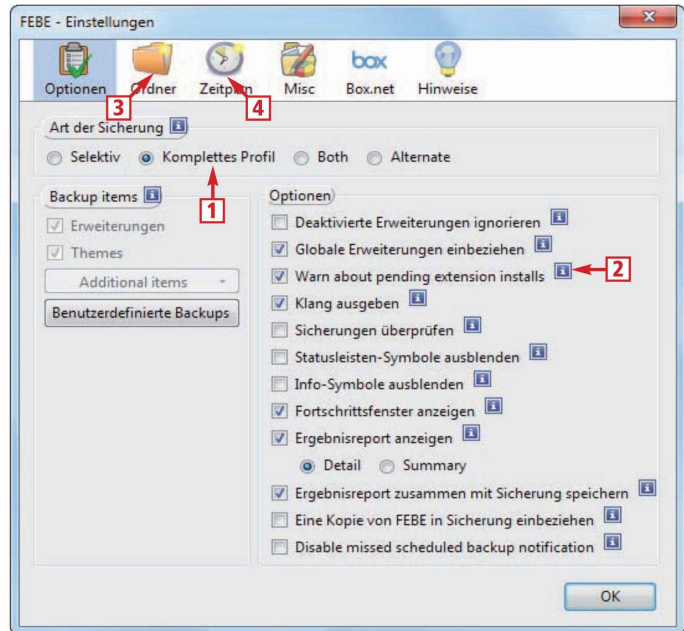 FEBE - Einstellungen
Optionen Ordner Zeitplan Misc box Box.net Hinweise
3 4
Art der Sicherung
Selektiv Komplettes Profil Both Alternate
1
Backup items
Erweiterungen
Themes
Additional items
Benutzerdefinierte Backups
Optionen
Deaktivierte Erweiterungen ignorieren
Globale Erweiterungen einbeziehen
Warn about pending extension installs 2
Klang ausgeben
Sicherungen überprüfen
Statusleisten-Symbole ausblenden
Info-Symbole ausblenden
Fortschrittsfenster anzeigen
Ergebnisreport anzeigen
Detail Summary
Ergebnisreport zusammen mit Sicherung speichern
Eine Kopie von FEBE in Sicherung einbeziehen
Disable missed scheduled backup notification
OK